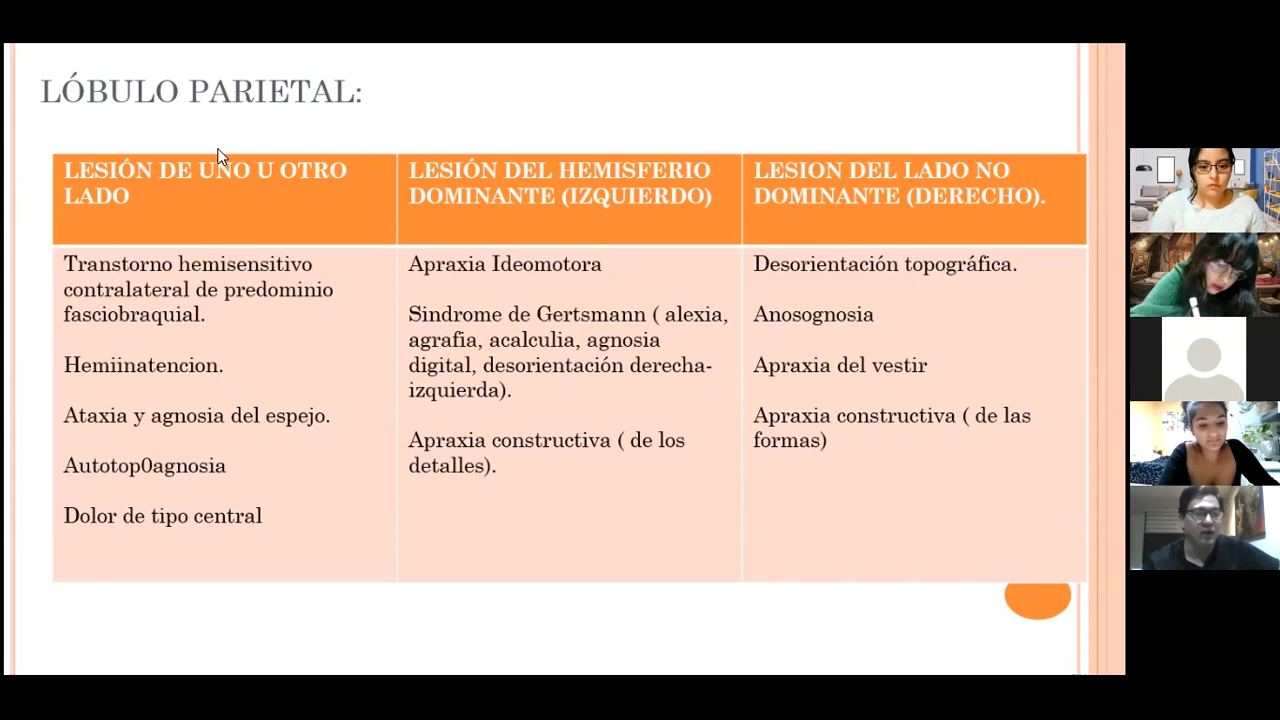 LÓBULO PARIETAL:
LESIÓN DE UNO U OTRO
LADO
Transtorno hemisensitivo
contralateral de predominio
fasciobraquial.
Hemiinatencion.
Ataxia y agnosia del espejo.
Autotop0agnosia
Dolor de tipo central
LESIÓN DEL HEMISFERIO
DOMINANTE (IZQUIERDO)
Apraxia Ideomotora
Sindrome de Gertsmann ( alexia,
agrafia, acalculia, agnosia
digital, desorientación derecha-
izquierda).
Apraxia constructiva ( de los
detalles).
LESION DEL LADO NO
DOMINANTE (DERECHO).
Desorientación topográfica.
Anosognosia
Apraxia del vestir
Apraxia constructiva ( de las
formas)